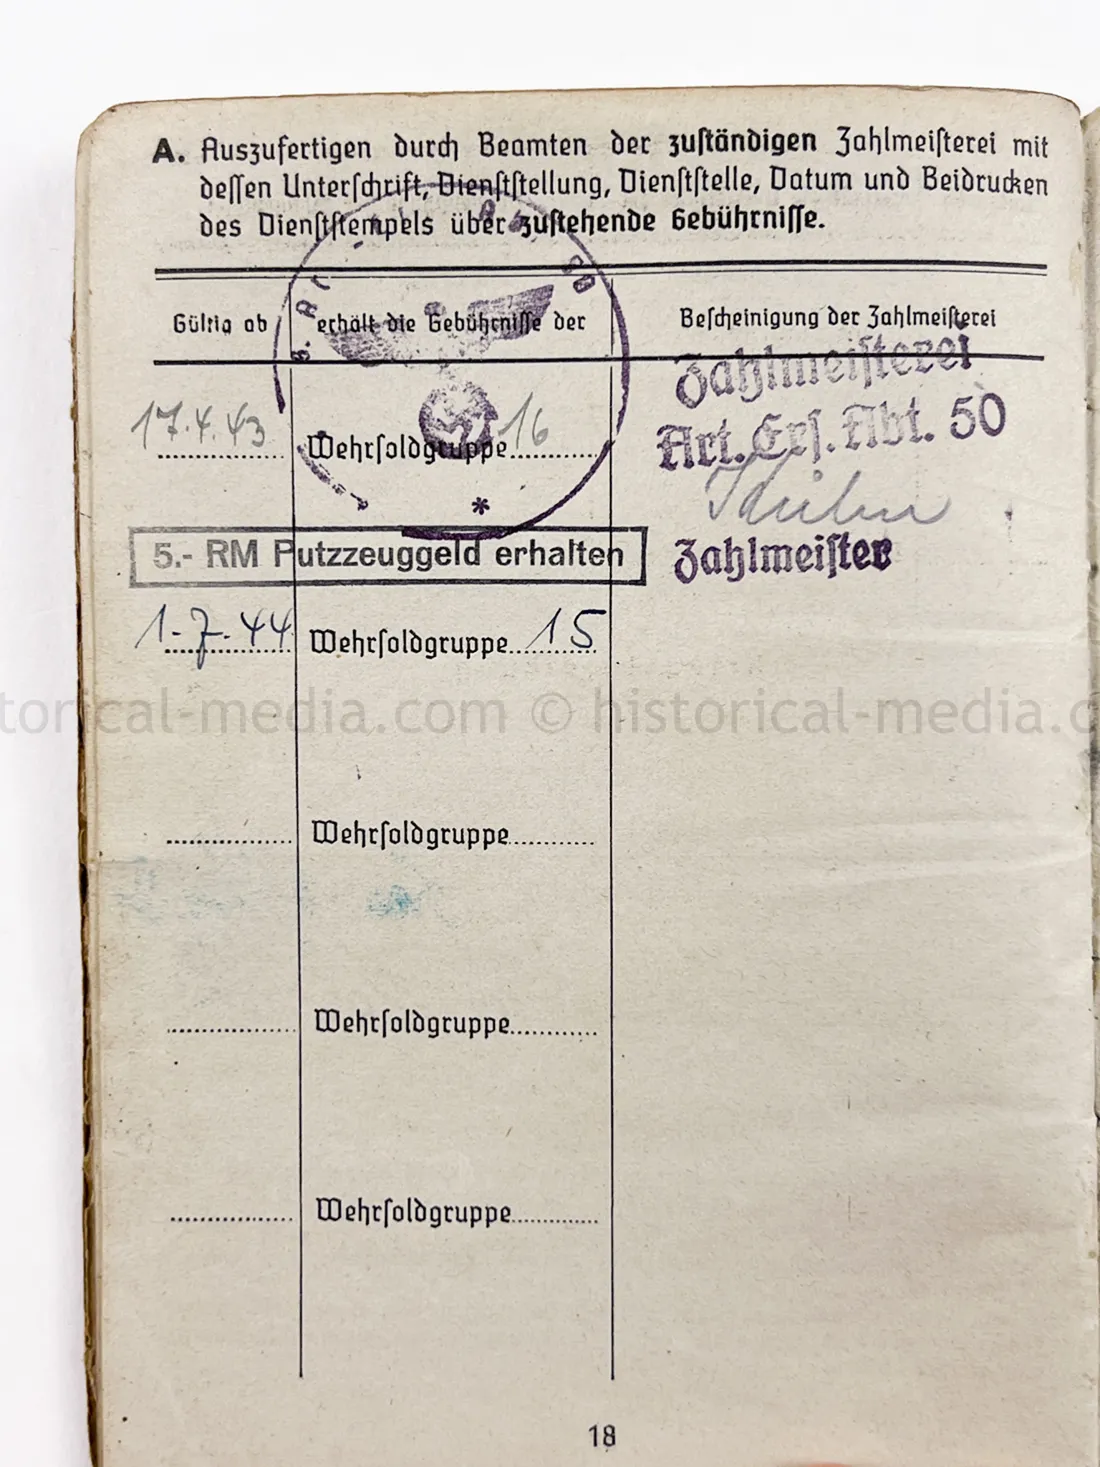 A. Auszufertigen durch Beamten der zuständigen Zahlmeisterei mit
dessen Unterschrift, Dienststellung, Dienststelle, Datum und Beidrucken
des Dienststempels über zustehende Gebührnisse.
Gültig ab erhält die Gebührnisse der Bescheinigung der Zahlmeisterei
Zahlmeisterei
17.4.43 Wehrsoldgruppe 16 Art. Ers. Abt. 50
5.- RM Putzzeuggeld erhalten Zahlmeister
1-7-44 Wehrsoldgruppe 15
historical-media.com © historical-media.c
Wehrsoldgruppe
Wehrsoldgruppe
Wehrsoldgruppe
18